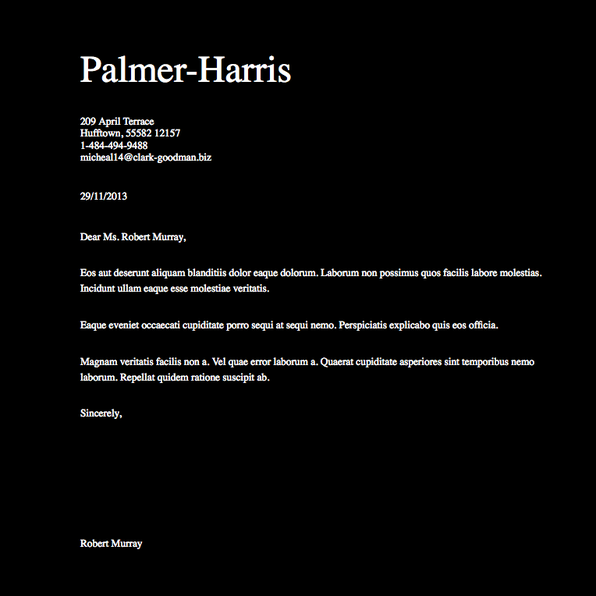 Palmer-Harris
209 April Terrace
Hufftown, 55582 12157
1-484-494-9488
micheal14@clark-goodman.biz
29/11/2013
Dear Ms. Robert Murray,
Eos aut deserunt aliquam blanditiis dolor eaque dolorum. Laborum non possimus quos facilis labore molestias.
Incidunt ullam eaque esse molestiae veritatis.
Eaque eveniet occaecati cupiditate porro sequi at sequi nemo. Perspiciatis explicabo quis eos officia.
Magnam veritatis facilis non a. Vel quae error laborum a. Quaerat cupiditate asperiores sint temporibus nemo
laborum. Repellat quidem ratione suscipit ab.
Sincerely,
Robert Murray